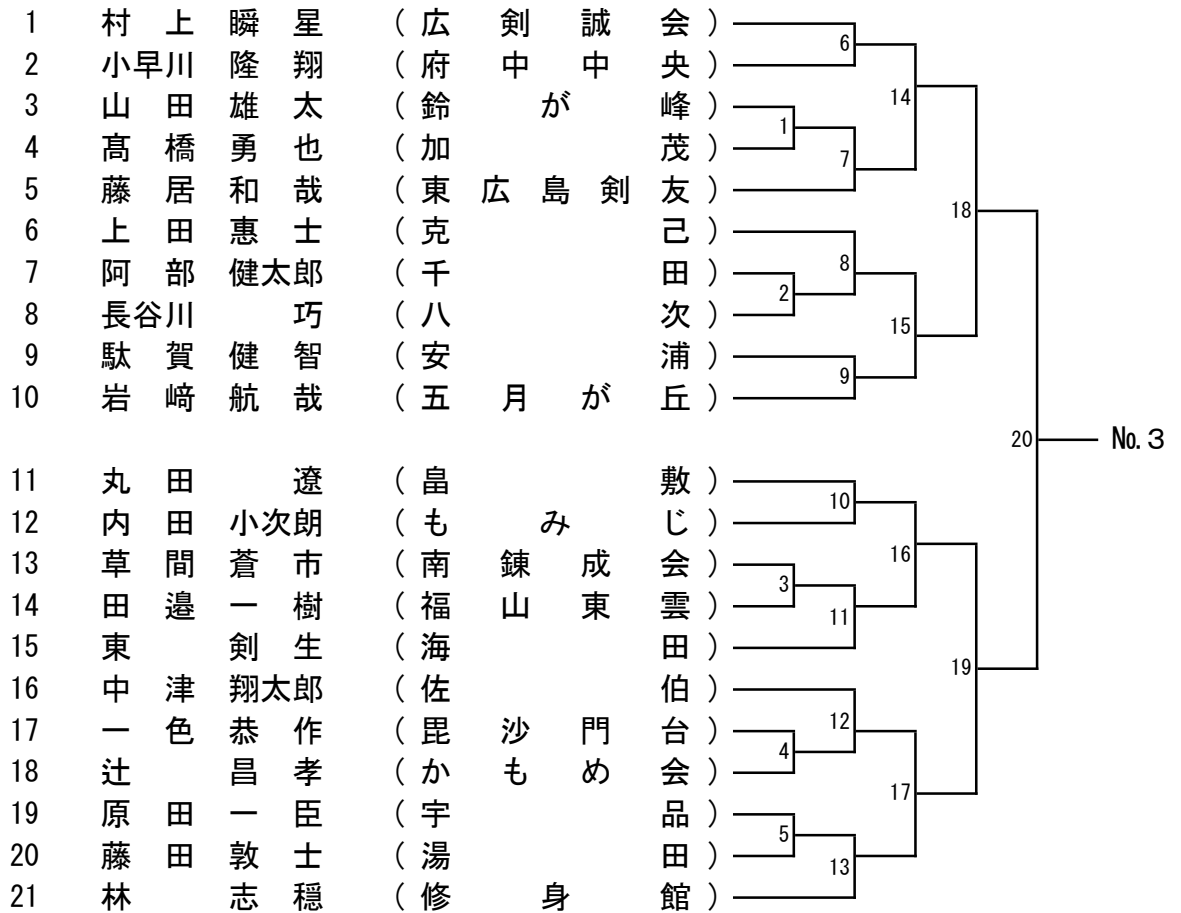 1 村上瞬星 (広剣誠会)
2 小早川隆翔 (府中中央)
3 山田雄太 (鈴が峰)
4 髙橋勇也 (加茂)
5 藤居和哉 (東広島剣友)
6 上田惠士 (克己)
7 阿部健太郎 (千田)
8 長谷川巧 (八次)
9 駄賀健智 (安浦)
10 岩﨑航哉 (五月が丘)
11 丸田遼 (畠敷)
12 内田小次朗 (もみじ)
13 草間蒼市 (南錬成会)
14 田邉一樹 (福山東雲)
15 東剣生 (海田)
16 中津翔太郎 (佐伯)
17 一色恭作 (毘沙門台)
18 辻昌孝 (かもめ会)
19 原田一臣 (宇品)
20 藤田敦士 (湯田)
21 林志穏 (修身館)
1
2
3
4
5
6
7
8
9
10
11
12
13
14
15
16
17
18
19
20
№.3